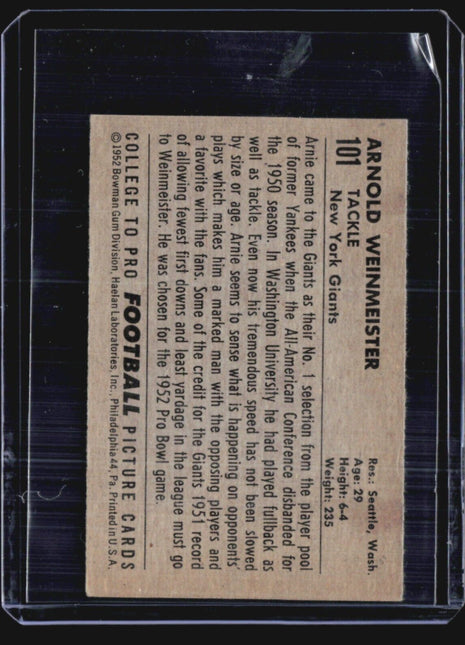 ARNOLD WEINMEISTER
101 TACKLE
New York Giants
Res.: Seattle, Wash.
Age: 29
Height: 6-4
Weight: 235
Arnie came to the Giants as their No. 1 selection from the player pool
of former Yankees when the All-American Conference disbanded for
the 1950 season. In Washington University he had played fullback as
well as tackle. Even now his tremendous speed has not been slowed
by size or age. Arnie seems to sense what is happening on opponents'
plays which makes him a marked man with the opposing players and
a favorite with the fans. Some of the credit for the Giants 1951 record
of allowing fewest first downs and least yardage in the league must go
to Weinmeister. He was chosen for the 1952 Pro Bowl game.
COLLEGE TO PRO FOOTBALL PICTURE CARDS
©1952 Bowman Gum Division, Haelan Laboratories, Inc., Philadelphia 44, Pa. Printed in U.S.A.